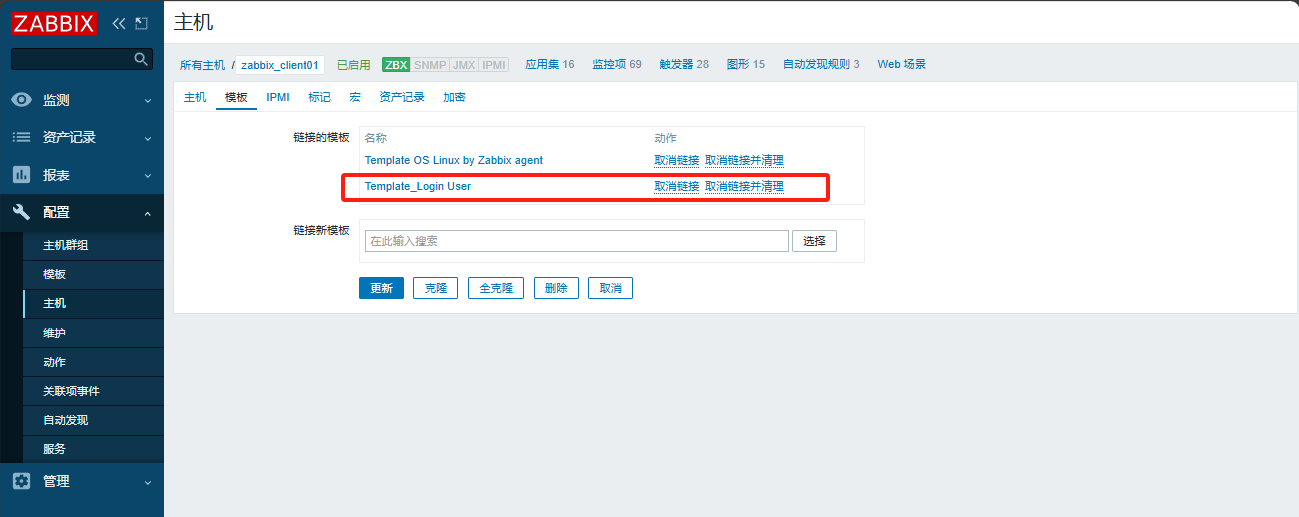 ZABBIX
主机
所有主机 / zabbix_client01 已启用 ZBX SNMP JMX IPMI 应用集 16 监控项 69 触发器 28 图形 15 自动发现规则 3 Web 场景
主机 模板 IPMI 标记 宏 资产记录 加密
监测
资产记录
报表
配置
主机群组
模板
主机
维护
动作
关联项事件
自动发现
服务
管理
链接的模板
名称 动作
Template OS Linux by Zabbix agent 取消链接 取消链接并清理
Template_Login User 取消链接 取消链接并清理
链接新模板 在此输入搜索 选择
更新 克隆 全克隆 删除 取消